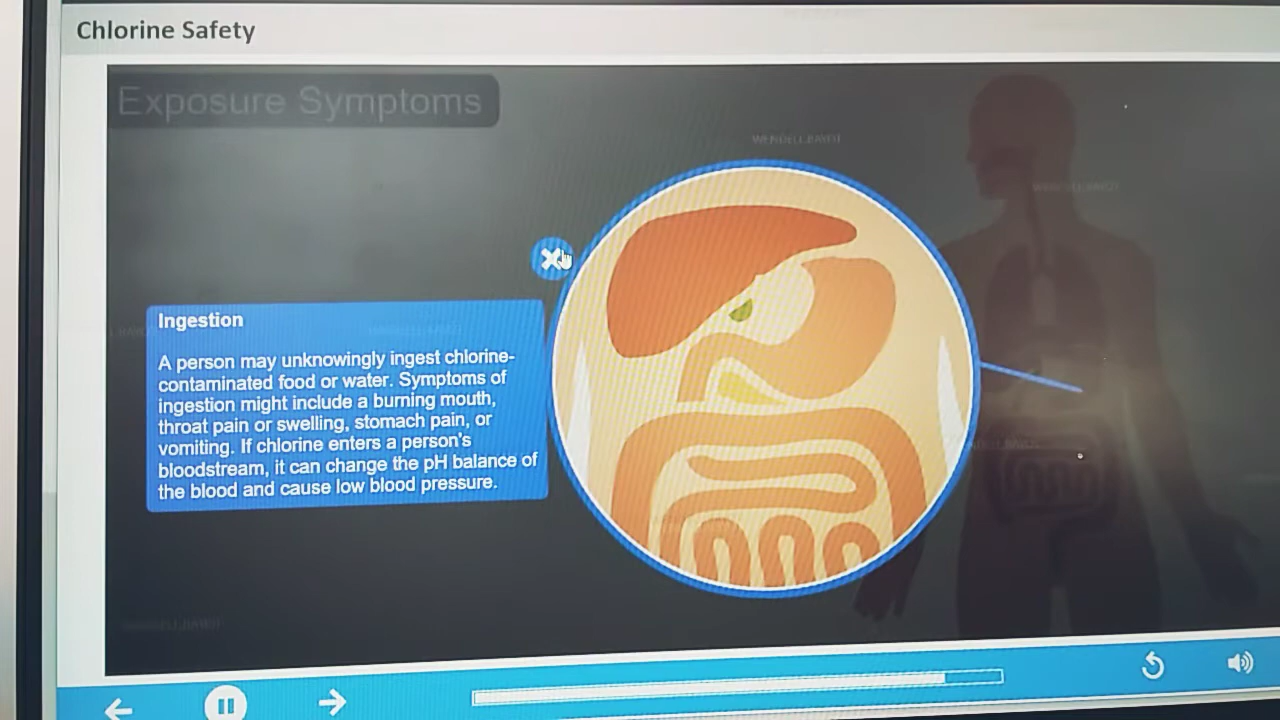 Chlorine Safety
Exposure Symptoms
Ingestion
A person may unknowingly ingest chlorine-
contaminated food or water. Symptoms of
ingestion might include a burning mouth,
throat pain or swelling, stomach pain, or
vomiting. If chlorine enters a person's
bloodstream, it can change the pH balance of
the blood and cause low blood pressure.